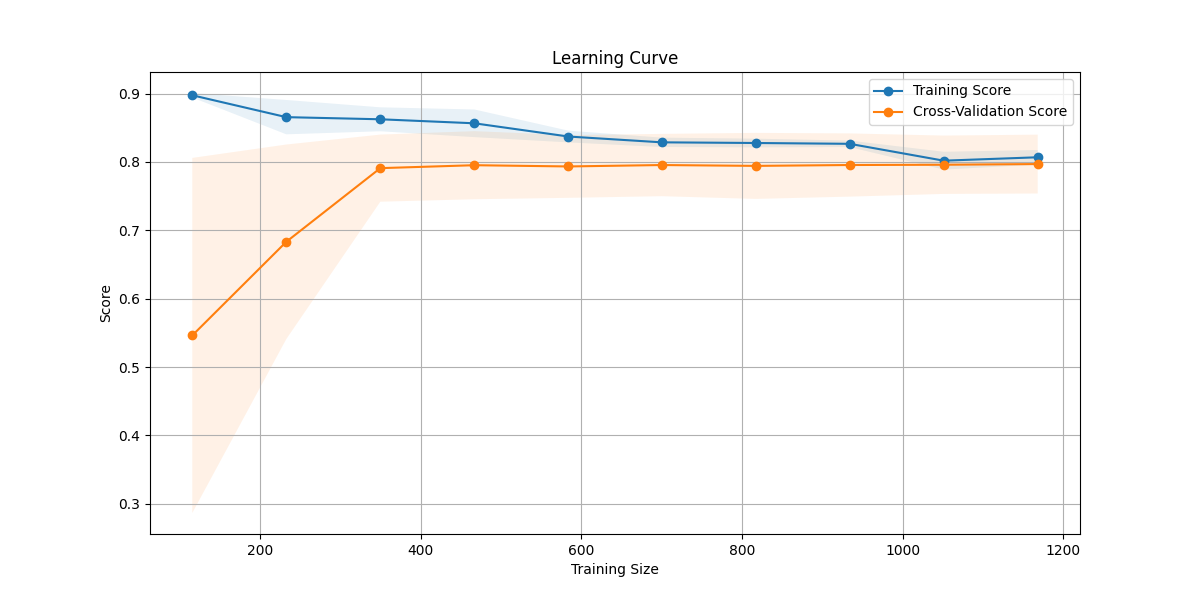 Learning Curve
Training Score
Cross-Validation Score
Score
0.9
0.8
0.7
0.6
0.5
0.4
0.3
200 400 600 800 1000 1200
Training Size